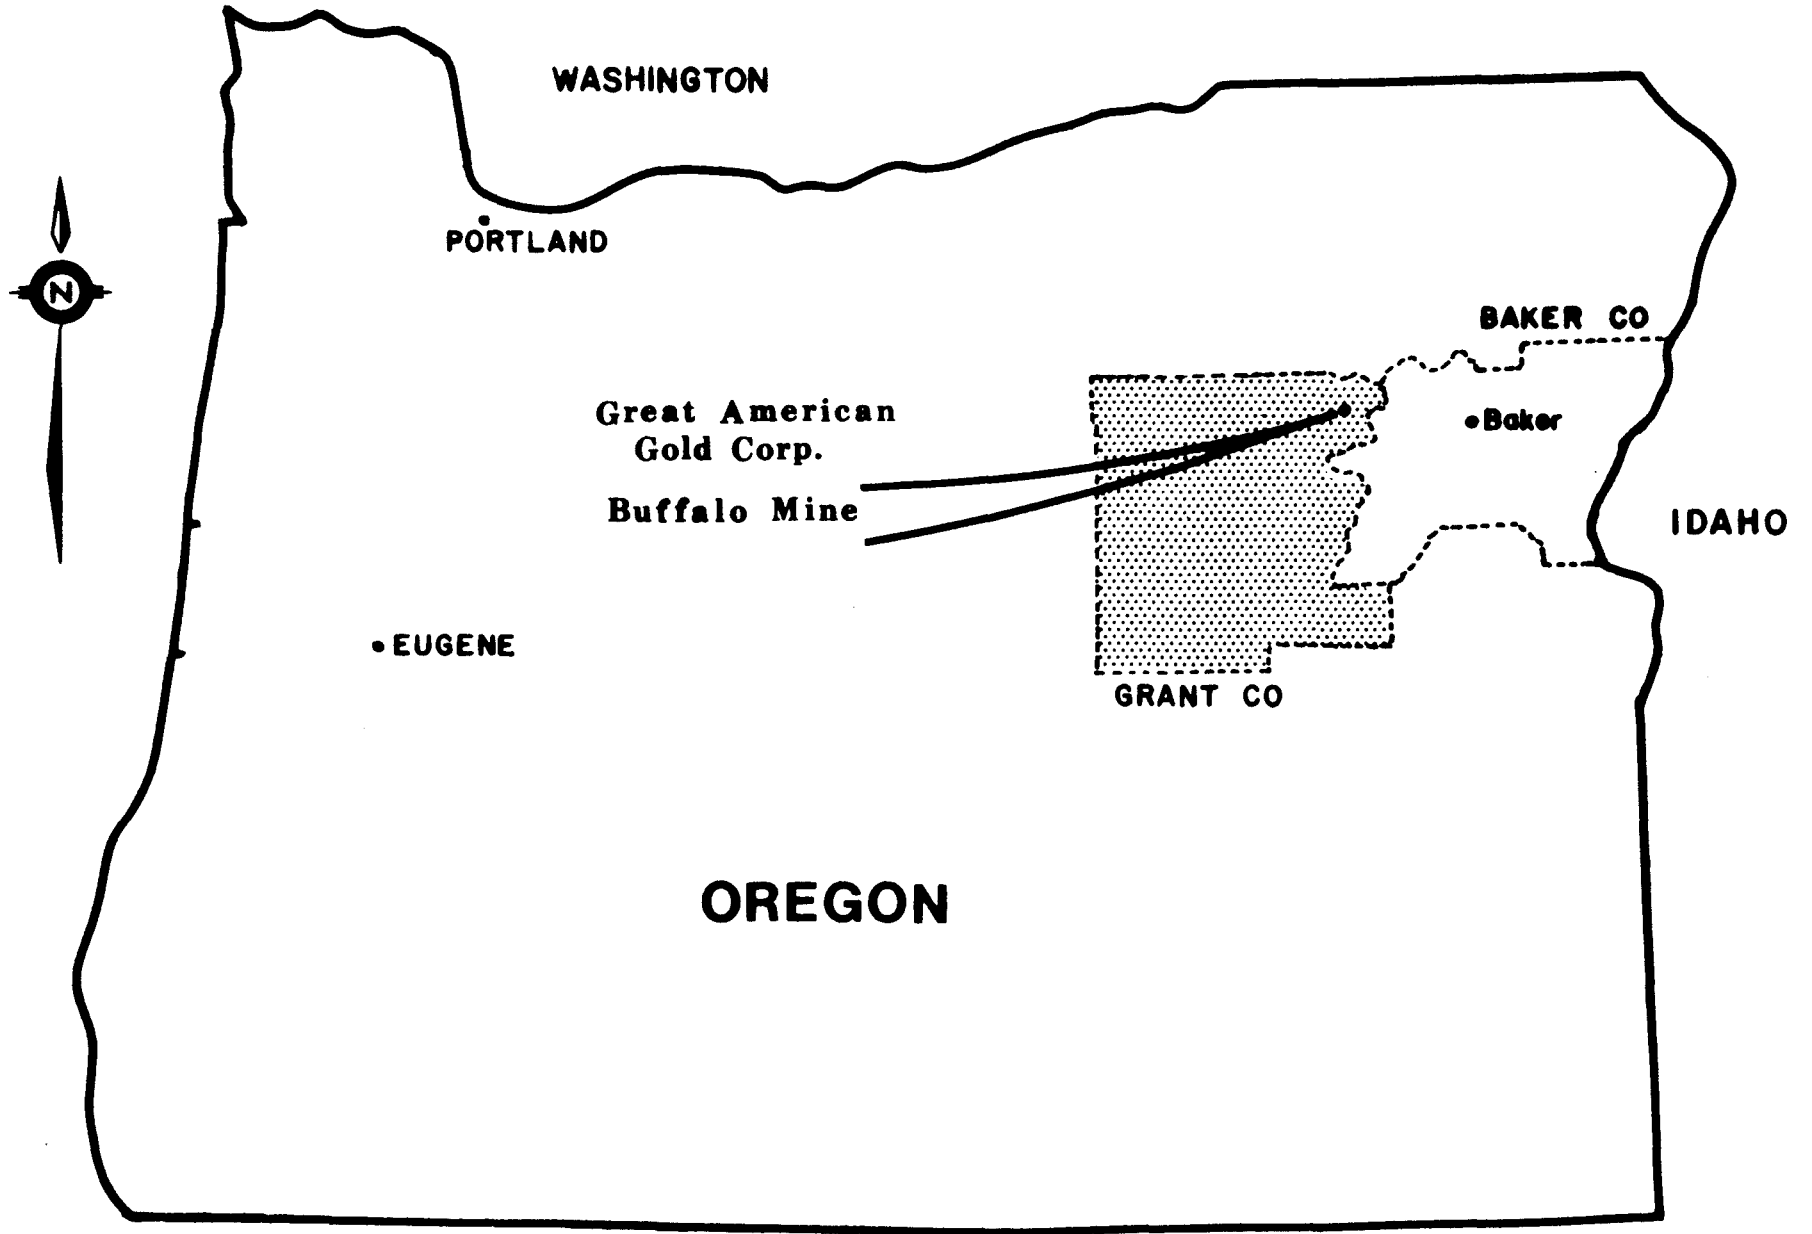 WASHINGTON
PORTLAND
N
BAKER CO
Great American
Gold Corp.
Baker
Buffalo Mine
IDAHO
EUGENE
GRANT CO
OREGON